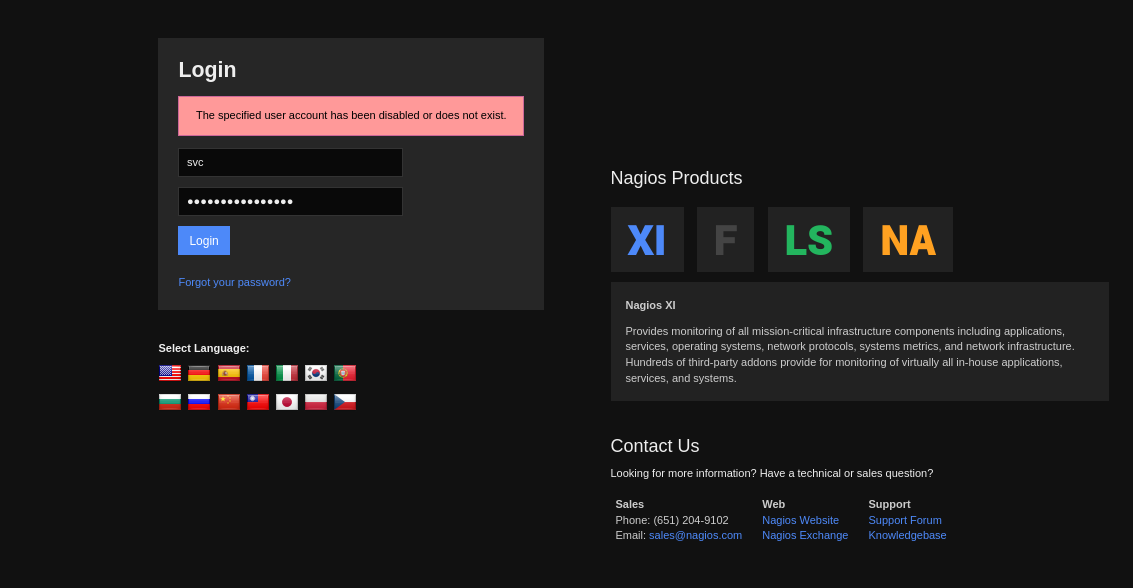 Login
The specified user account has been disabled or does not exist.
svc
●●●●●●●●●●●●●●●●
Login
Forgot your password?
Select Language:
Nagios Products
XI F LS NA
Nagios XI
Provides monitoring of all mission-critical infrastructure components including applications,
services, operating systems, network protocols, systems metrics, and network infrastructure.
Hundreds of third-party addons provide for monitoring of virtually all in-house applications,
services, and systems.
Contact Us
Looking for more information? Have a technical or sales question?
Sales Web Support
Phone: (651) 204-9102 Nagios Website Support Forum
Email: sales@nagios.com Nagios Exchange Knowledgebase